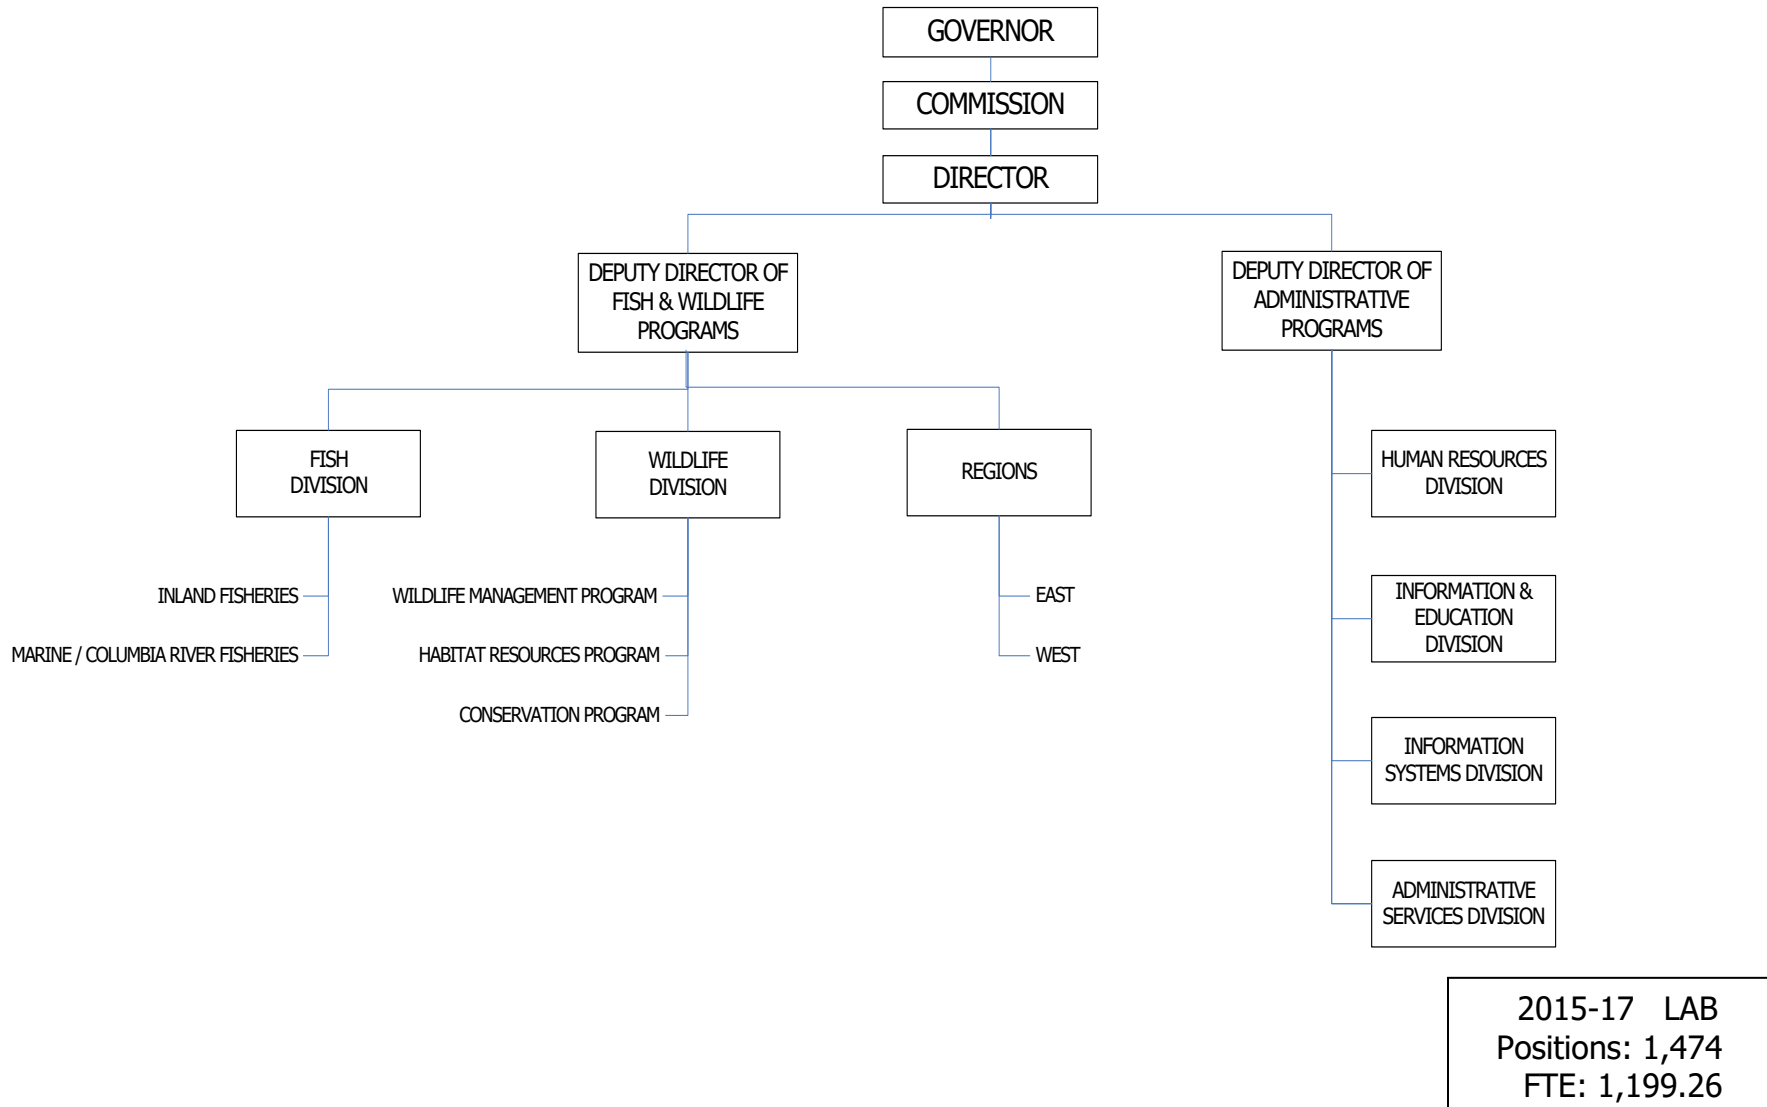 GOVERNOR
COMMISSION
DIRECTOR
DEPUTY DIRECTOR OF
FISH & WILDLIFE
PROGRAMS
DEPUTY DIRECTOR OF
ADMINISTRATIVE
PROGRAMS
FISH
DIVISION
WILDLIFE
DIVISION
REGIONS
INLAND FISHERIES
MARINE / COLUMBIA RIVER FISHERIES
WILDLIFE MANAGEMENT PROGRAM
HABITAT RESOURCES PROGRAM
CONSERVATION PROGRAM
EAST
WEST
HUMAN RESOURCES
DIVISION
INFORMATION &
EDUCATION
DIVISION
INFORMATION
SYSTEMS DIVISION
ADMINISTRATIVE
SERVICES DIVISION
2015-17 LAB
Positions: 1,474
FTE: 1,199.26